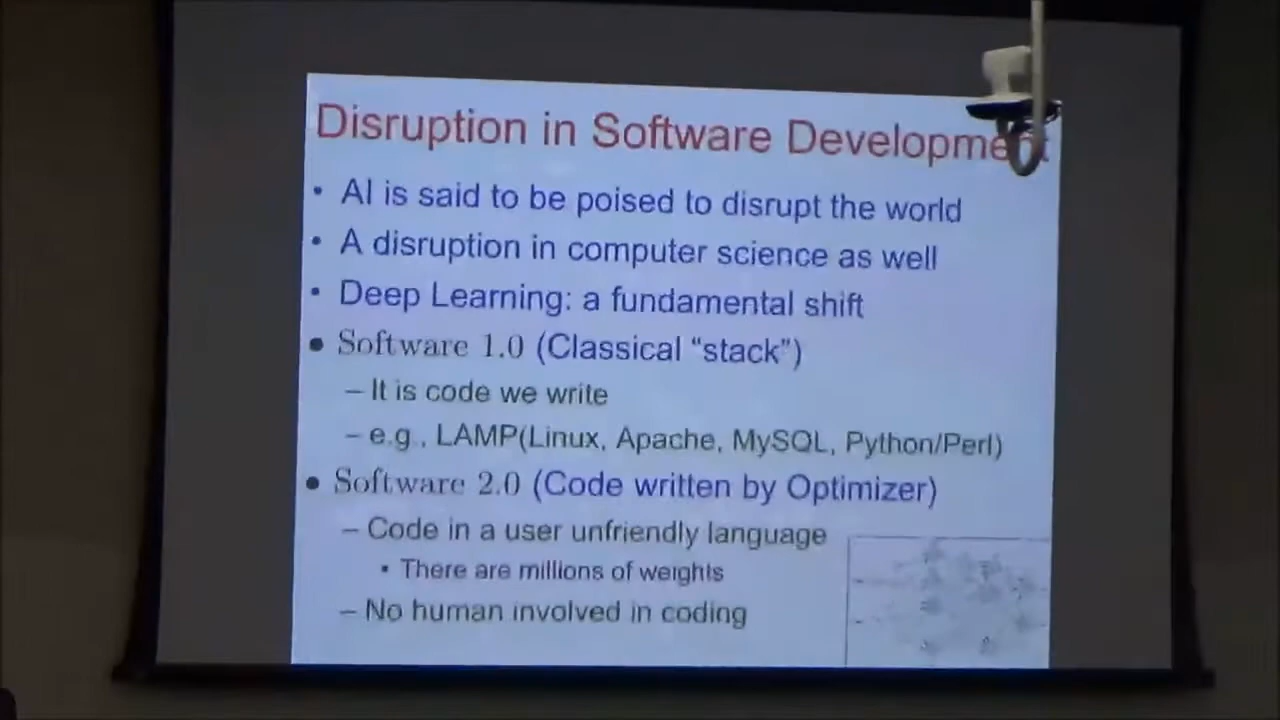 Disruption in Software Development
• AI is said to be poised to disrupt the world
• A disruption in computer science as well
• Deep Learning: a fundamental shift
• Software 1.0 (Classical “stack”)
– It is code we write
– e.g., LAMP(Linux, Apache, MySQL, Python/Perl)
• Software 2.0 (Code written by Optimizer)
– Code in a user unfriendly language
• There are millions of weights
– No human involved in coding